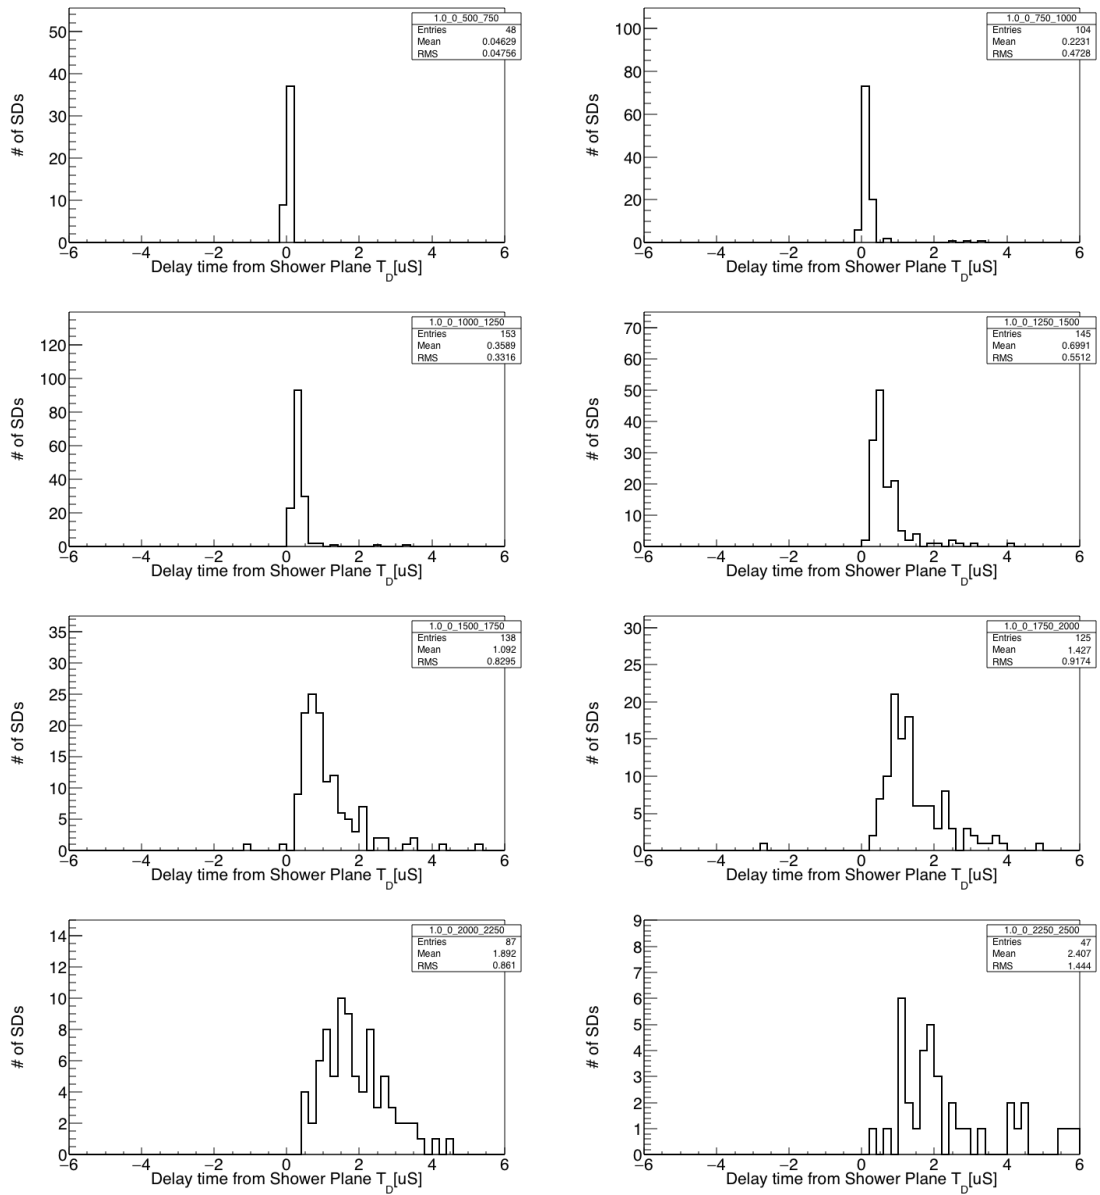 1.0_0_500_750
Entries 48
Mean 0.04629
RMS 0.04756
# of SDs
50
40
30
20
10
0
−6 −4 −2 0 2 4 6
Delay time from Shower Plane T_D[uS]
1.0_0_750_1000
Entries 104
Mean 0.2231
RMS 0.4728
# of SDs
100
80
60
40
20
0
−6 −4 −2 0 2 4 6
Delay time from Shower Plane T_D[uS]
1.0_0_1000_1250
Entries 153
Mean 0.3589
RMS 0.3316
# of SDs
120
100
80
60
40
20
0
−6 −4 −2 0 2 4 6
Delay time from Shower Plane T_D[uS]
1.0_0_1250_1500
Entries 145
Mean 0.6991
RMS 0.5512
# of SDs
70
60
50
40
30
20
10
0
−6 −4 −2 0 2 4 6
Delay time from Shower Plane T_D[uS]
1.0_0_1500_1750
Entries 138
Mean 1.092
RMS 0.8295
# of SDs
35
30
25
20
15
10
5
0
−6 −4 −2 0 2 4 6
Delay time from Shower Plane T_D[uS]
1.0_0_1750_2000
Entries 125
Mean 1.427
RMS 0.9174
# of SDs
30
25
20
15
10
5
0
−6 −4 −2 0 2 4 6
Delay time from Shower Plane T_D[uS]
1.0_0_2000_2250
Entries 87
Mean 1.892
RMS 0.861
# of SDs
14
12
10
8
6
4
2
0
−6 −4 −2 0 2 4 6
Delay time from Shower Plane T_D[uS]
1.0_0_2250_2500
Entries 47
Mean 2.407
RMS 1.444
# of SDs
9
8
7
6
5
4
3
2
1
0
−6 −4 −2 0 2 4 6
Delay time from Shower Plane T_D[uS]